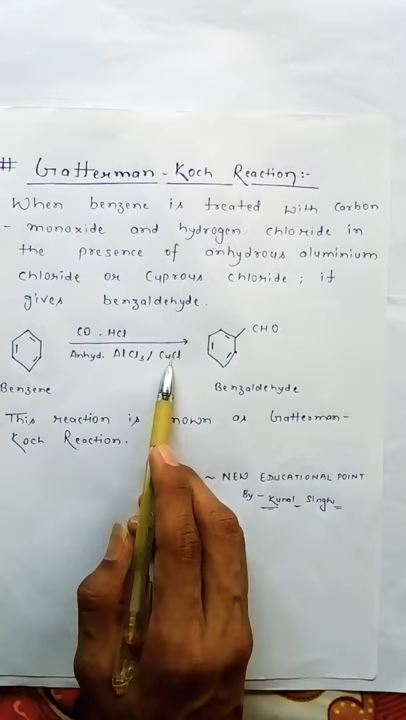 # Gatterman - Koch Reaction:-
When benzene is treated with Carbon
- monoxide and hydrogen chloride in
the presence of anhydrous aluminium
chloride or Cuprous Chloride ; it
gives benzaldehyde.
CO . HCl
CHO
Anhyd. AlCl3 / CuCl
Benzene
Benzaldehyde
This reaction is nown as Gatterman-
Koch Reaction.
~ NEW EDUCATIONAL POINT
By - Singh